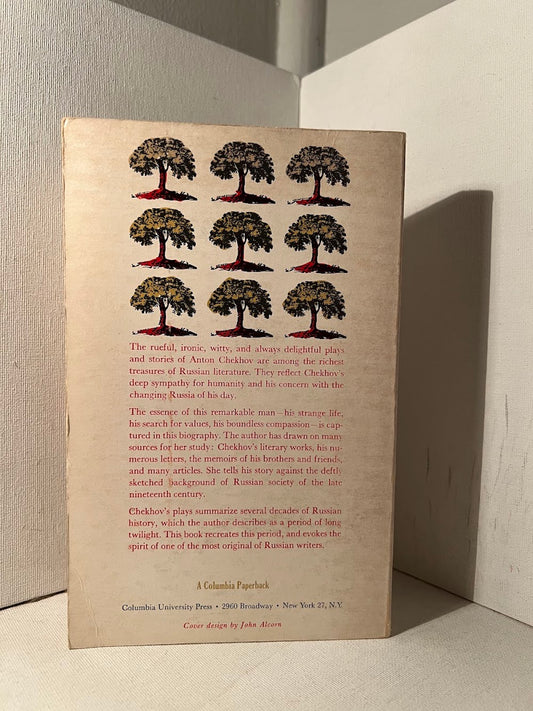 The rueful, ironic, witty, and always delightful plays
and stories of Anton Chekhov are among the richest
treasures of Russian literature. They reflect Chekhov's
deep sympathy for humanity and his concern with the
changing Russia of his day.
The essence of this remarkable man—his strange life,
his search for values, his boundless compassion—is cap-
tured in this biography. The author has drawn on many
sources for her study: Chekhov's literary works, his nu-
merous letters, the memoirs of his brothers and friends,
and many articles. She tells his story against the deftly
sketched background of Russian society of the late
nineteenth century.
Chekhov's plays summarize several decades of Russian
history, which the author describes as a period of long
twilight. This book recreates this period, and evokes the
spirit of one of the most original of Russian writers.
A Columbia Paperback
Columbia University Press • 2960 Broadway • New York 27, N.Y.
Cover design by John Alcorn